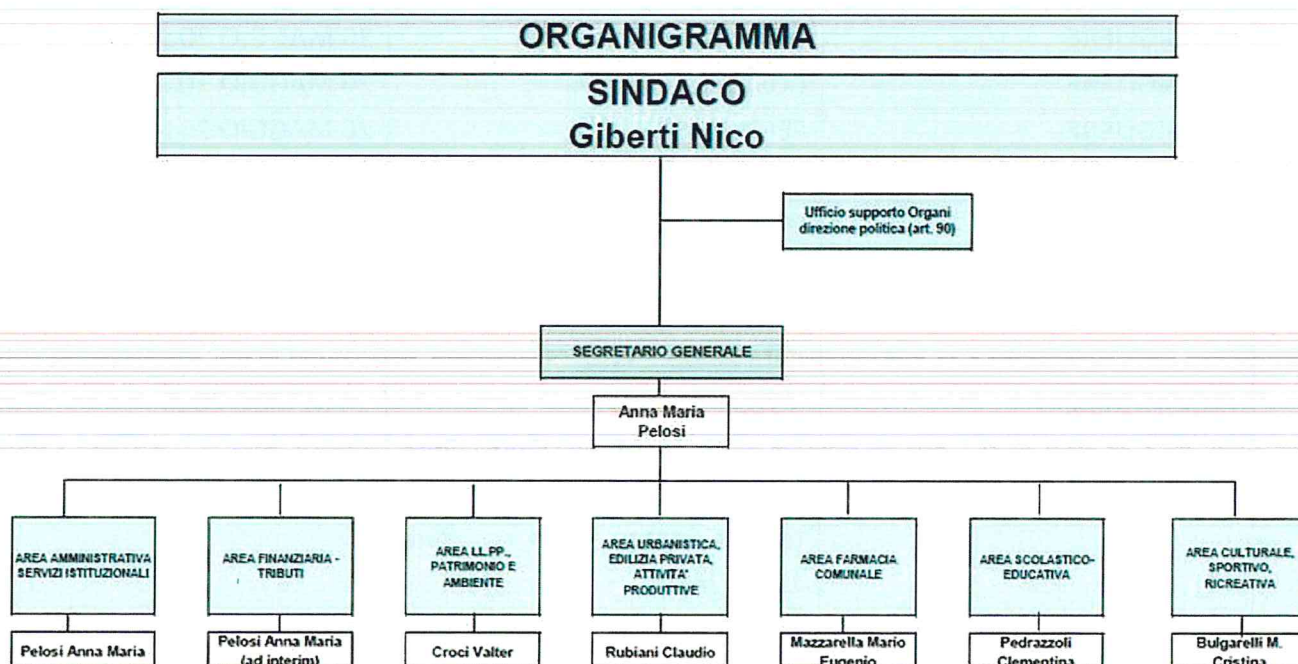 ORGANIGRAMMA
SINDACO
Giberti Nico
Ufficio supporto Organi
direzione politica (art. 90)
SEGRETARIO GENERALE
Anna Maria
Pelosi
AREA AMMINISTRATIVA
SERVIZI ISTITUZIONALI
AREA FINANZIARIA -
TRIBUTI
AREA LL.PP.,
PATRIMONIO E
AMBIENTE
AREA URBANISTICA,
EDILIZIA PRIVATA,
ATTIVITA'
PRODUTTIVE
AREA FARMACIA
COMUNALE
AREA SCOLASTICO-
EDUCATIVA
AREA CULTURALE,
SPORTIVO,
RICREATIVA
Pelosi Anna Maria
Pelosi Anna Maria
(ad interim)
Croci Valter
Rubiani Claudio
Mazzarella Mario
Eugenio
Pedrazzoli
Clementina
Bulgarelli M.
Cristina